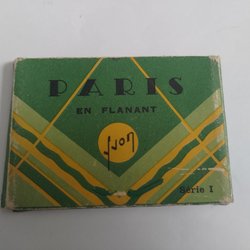 PARIS
EN FLANANT
yvon
Série I